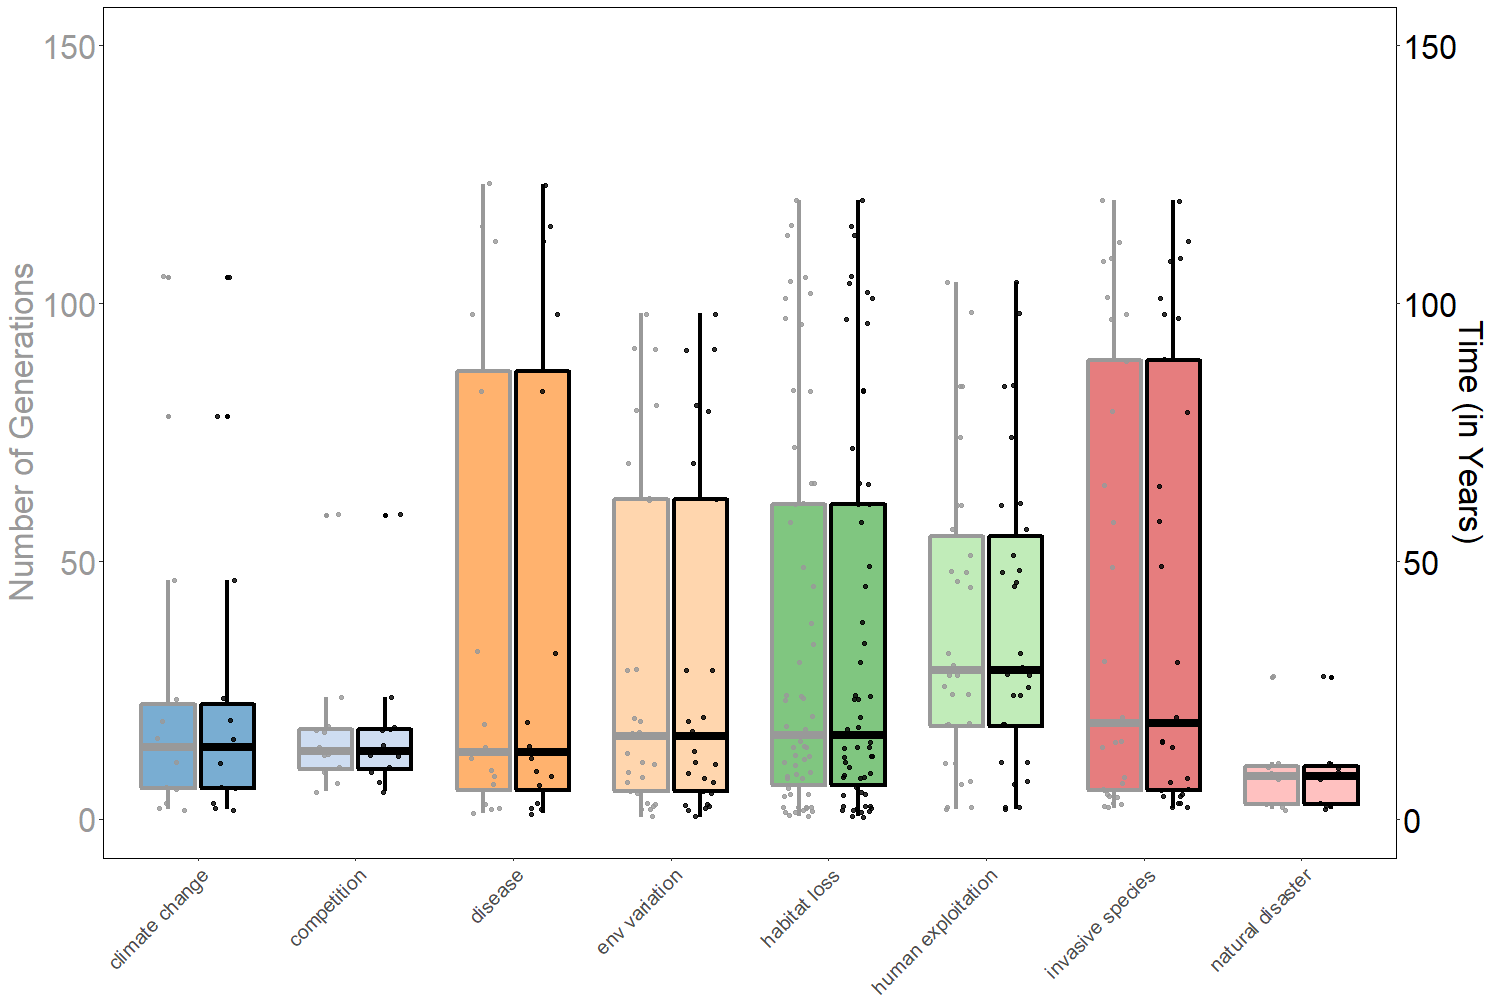 150
100
50
0
Number of Generations
150
100
50
0
Time (in Years)
climate change
competition
disease
env variation
habitat loss
human exploitation
invasive species
natural disaster